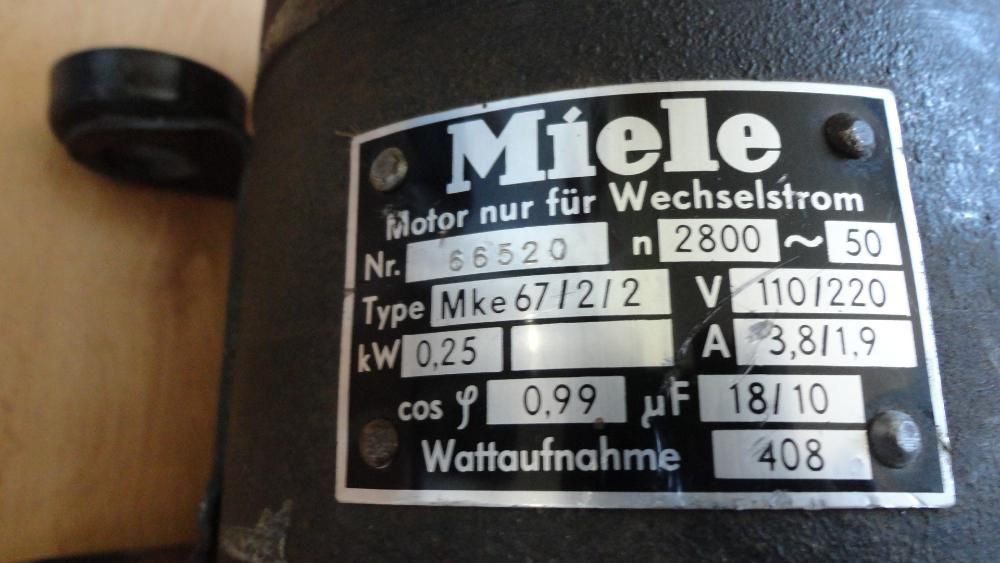 Miele
Motor nur für Wechselstrom
Nr. 66520 n 2800 ~ 50
Type Mke 67/2/2 V 110/220
kW 0,25 A 3,8/1,9
cos φ 0,99 µF 18/10
Wattaufnahme 408